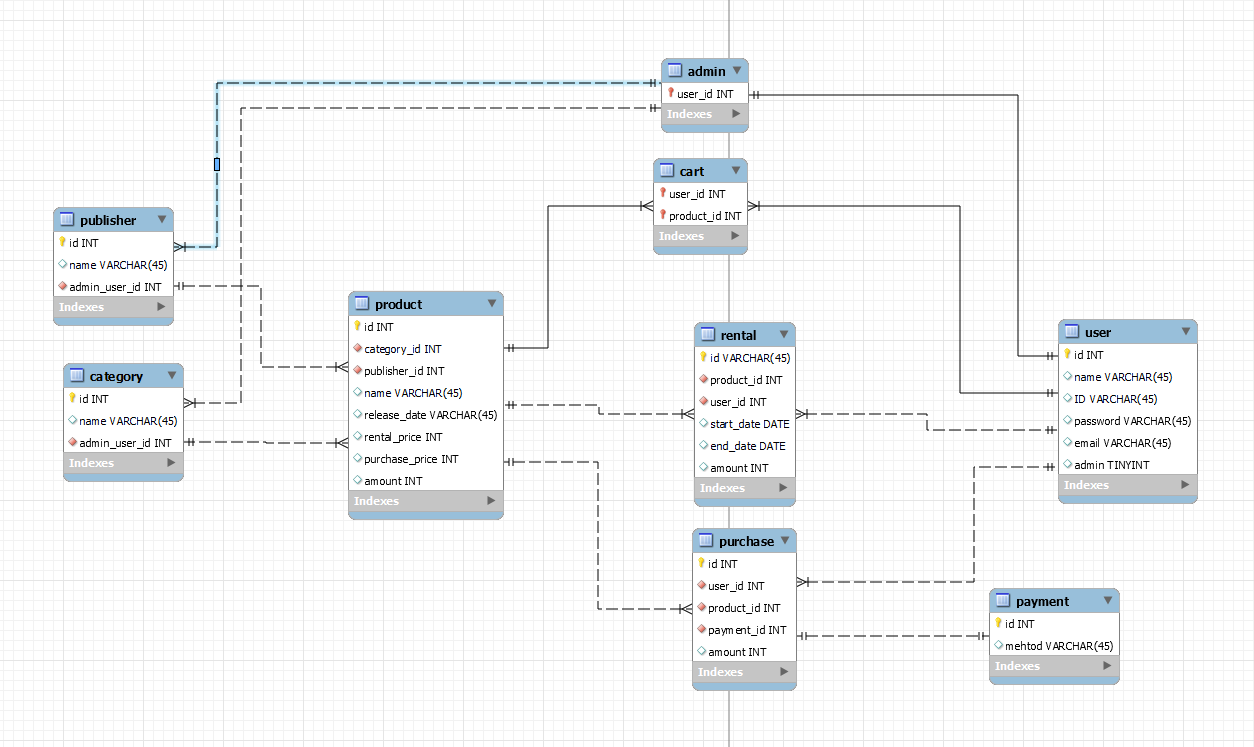 admin
user_id INT
Indexes
cart
user_id INT
product_id INT
Indexes
publisher
id INT
name VARCHAR(45)
admin_user_id INT
Indexes
category
id INT
name VARCHAR(45)
admin_user_id INT
Indexes
product
id INT
category_id INT
publisher_id INT
name VARCHAR(45)
release_date VARCHAR(45)
rental_price INT
purchase_price INT
amount INT
Indexes
rental
id VARCHAR(45)
product_id INT
user_id INT
start_date DATE
end_date DATE
amount INT
Indexes
user
id INT
name VARCHAR(45)
ID VARCHAR(45)
password VARCHAR(45)
email VARCHAR(45)
admin TINYINT
Indexes
purchase
id INT
user_id INT
product_id INT
payment_id INT
amount INT
Indexes
payment
id INT
mehtod VARCHAR(45)
Indexes